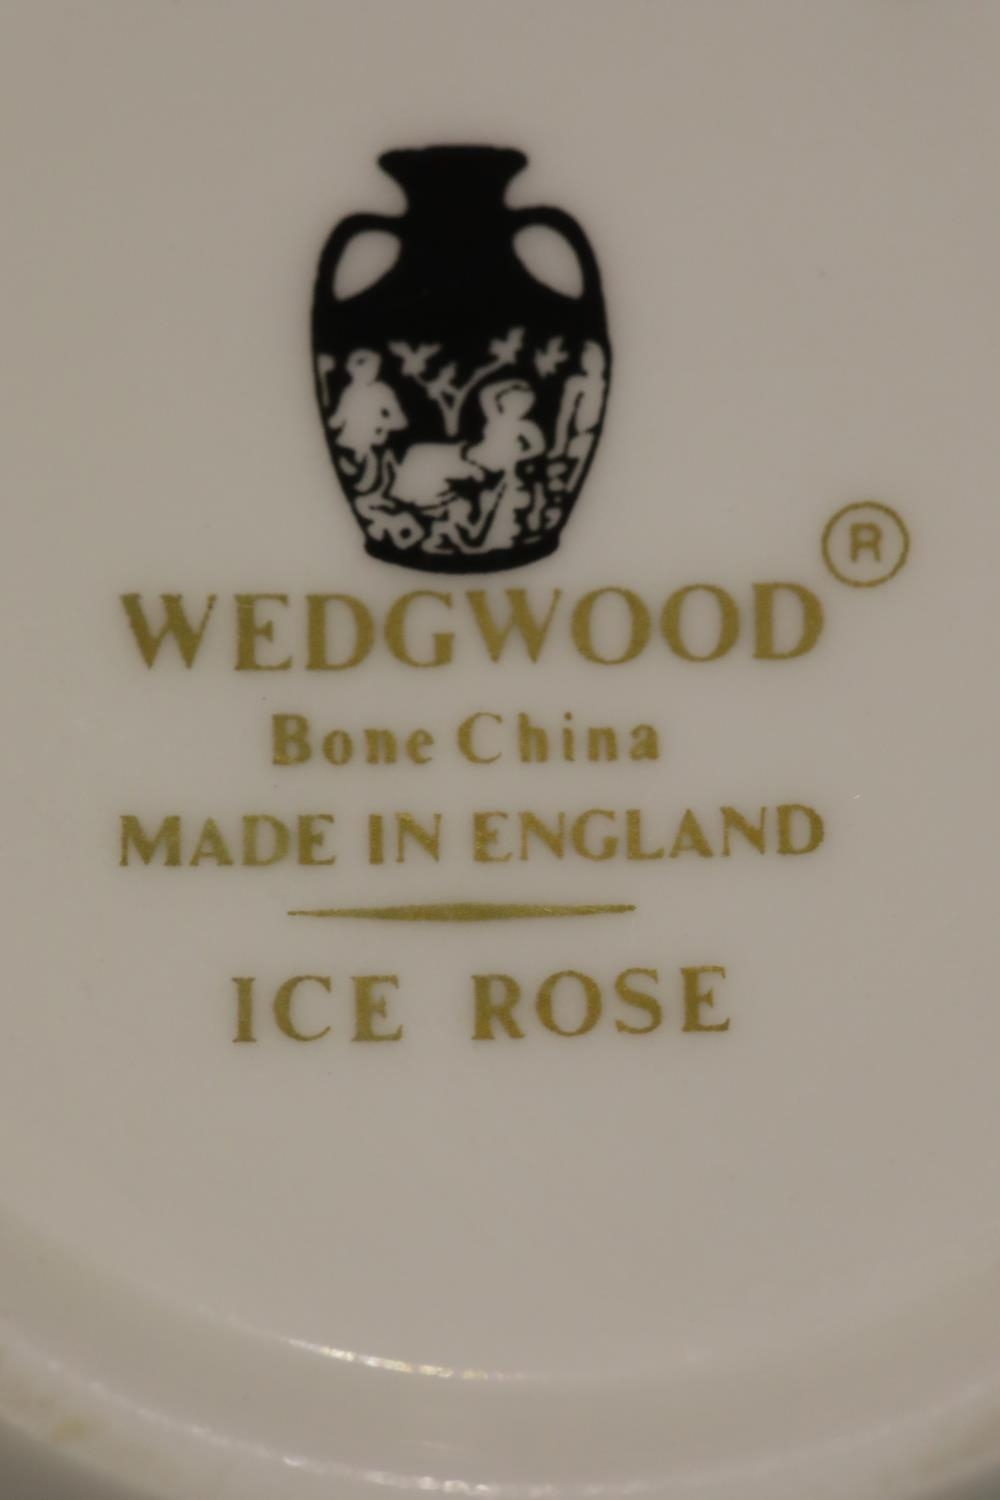 WEDGWOOD®
Bone China
MADE IN ENGLAND
ICE ROSE